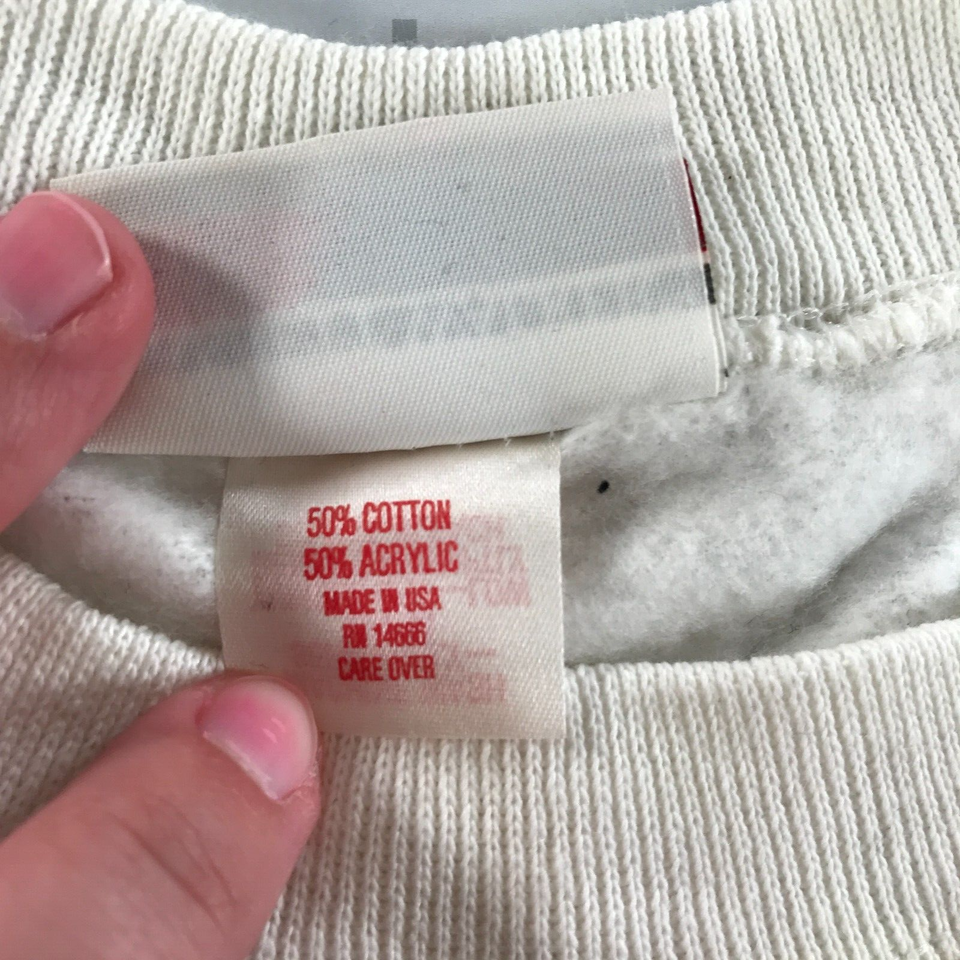 50% COTTON
50% ACRYLIC
MADE IN USA
RN 14666
CARE OVER